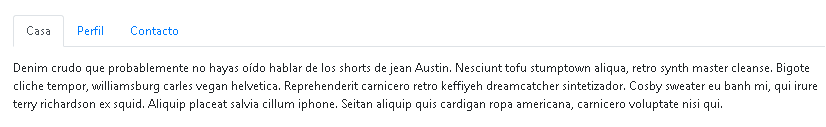 Casa Perfil Contacto
Denim crudo que probablemente no hayas oído hablar de los shorts de jean Austin. Nesciunt tofu stumptown aliqua, retro synth master cleanse. Bigote
cliche tempor, williamsburg carles vegan helvetica. Reprehenderit carnicero retro keffiyeh dreamcatcher sintetizador. Cosby sweater eu banh mi, qui irure
terry richardson ex squid. Aliquip placeat salvia cillum iphone. Seitan aliquip quis cardigan ropa americana, carnicero voluptate nisi qui.